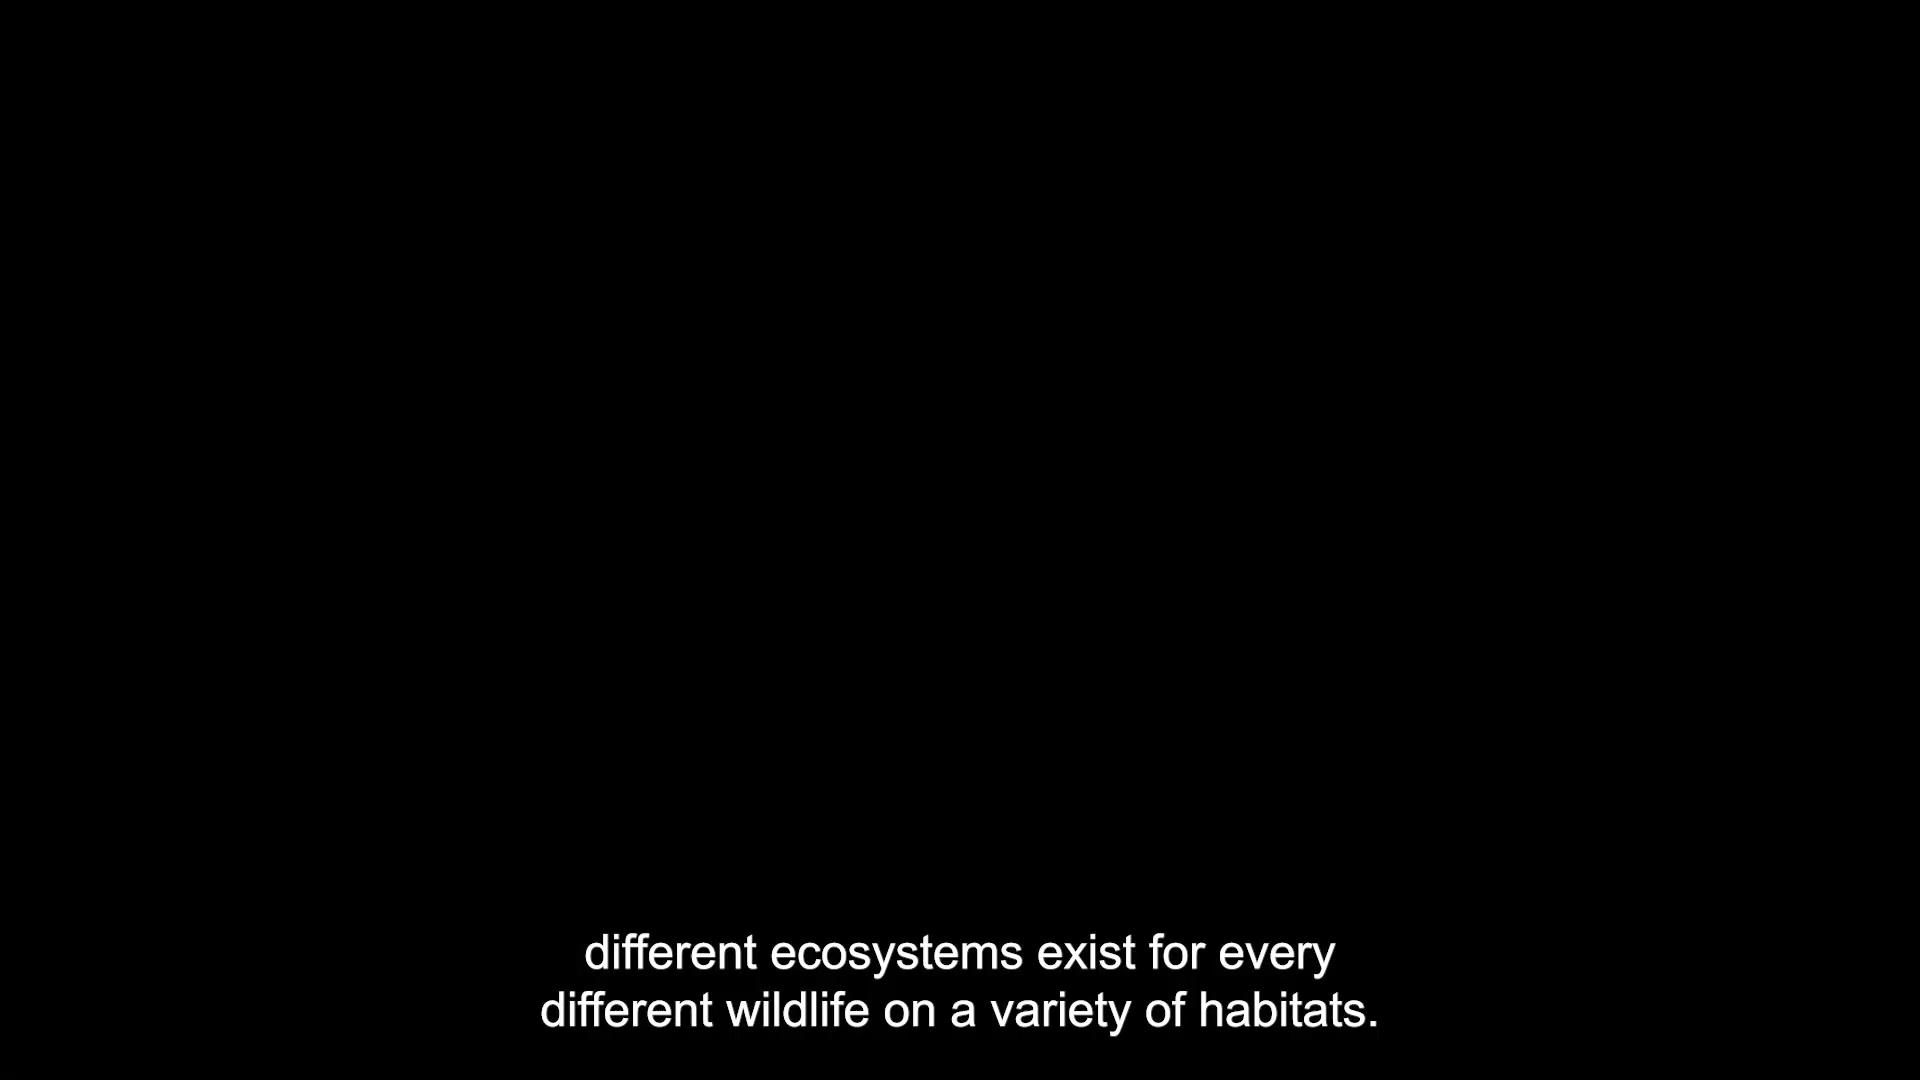 different ecosystems exist for every
different wildlife on a variety of habitats.